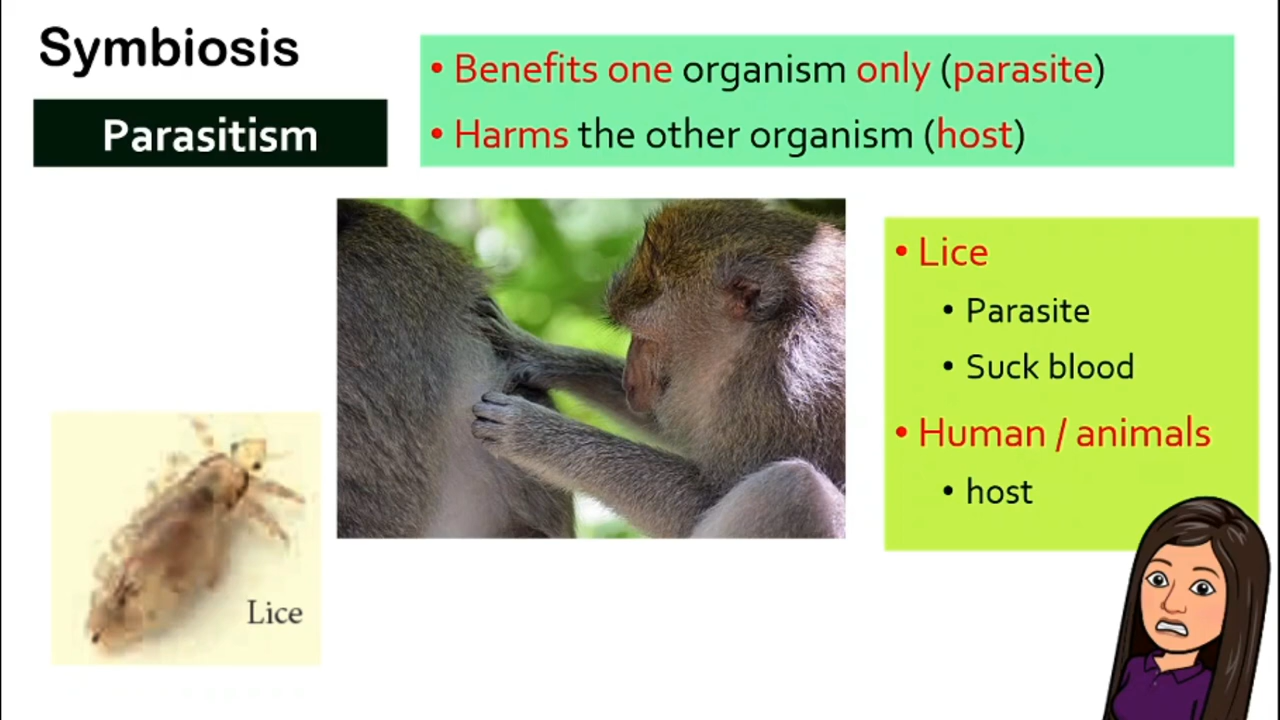 Symbiosis
Parasitism
• Benefits one organism only (parasite)
• Harms the other organism (host)
• Lice
• Parasite
• Suck blood
• Human / animals
• host
Lice